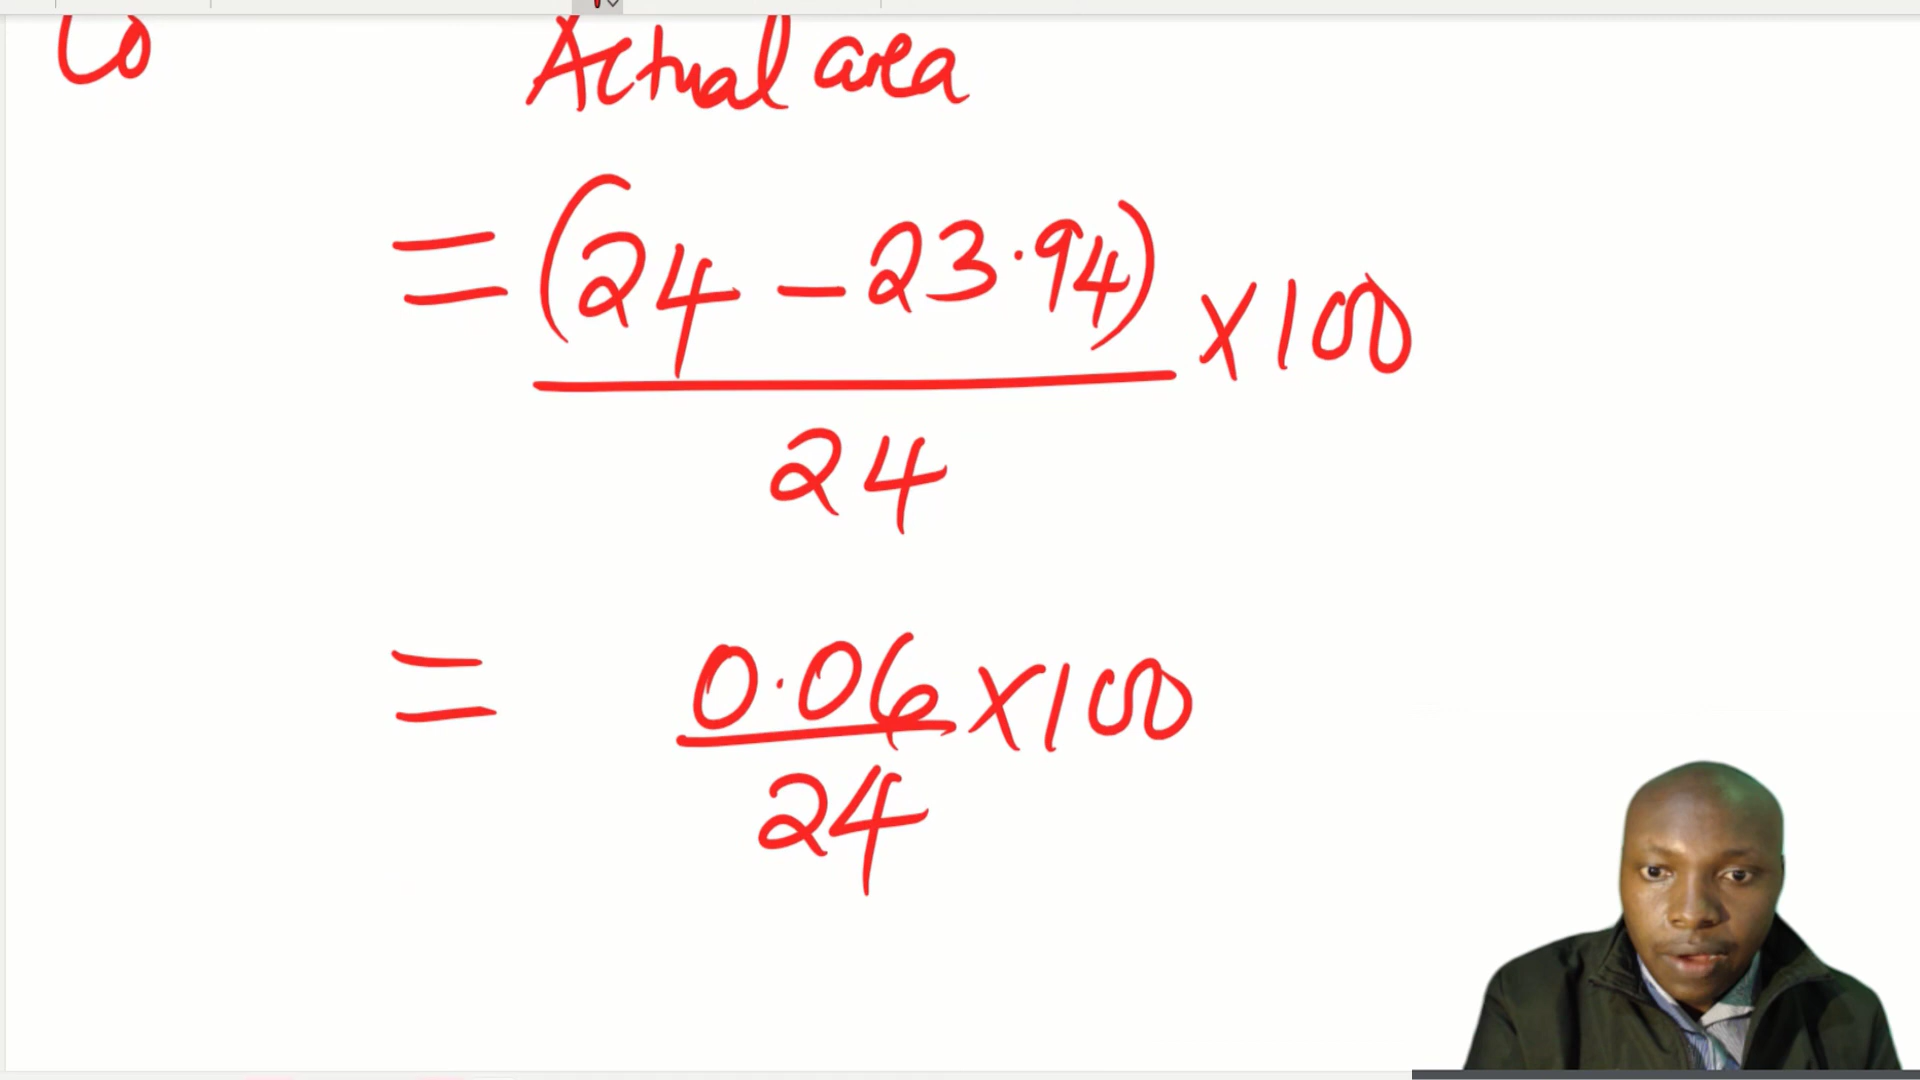 Actual area
= (24 - 23.94) x 100
24
= 0.06 x 100
24